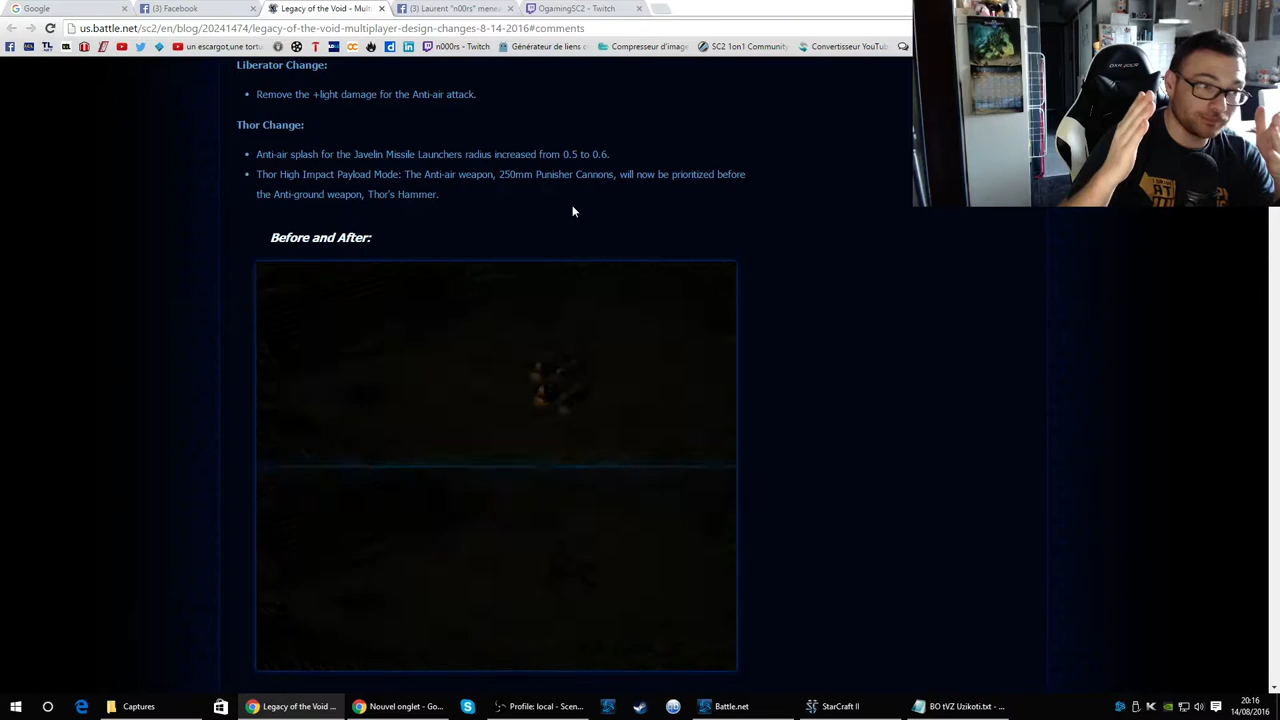 Google
(3) Facebook
Legacy of the Void - Mult
(3) Laurent "n00rs" mene
OgamingSC2 - Twitch
us.battle.net/sc2/en/blog/20241474/legacy-of-the-void-multiplayer-design-changes-8-14-2016#comments
un escargot,une tortu
n00rs - Twitch
Générateur de liens c
Compresseur d'image
SC2 1on1 Community
Convertisseur YouTub
Liberator Change:
Remove the +light damage for the Anti-air attack.
Thor Change:
Anti-air splash for the Javelin Missile Launchers radius increased from 0.5 to 0.6.
Thor High Impact Payload Mode: The Anti-air weapon, 250mm Punisher Cannons, will now be prioritized before
the Anti-ground weapon, Thor's Hammer.
Before and After:
Captures
Legacy of the Void ...
Nouvel onglet - Go...
Profile: local - Scen...
Battle.net
StarCraft II
BO tVZ Uzikoti.txt - ...
20:16
14/08/2016